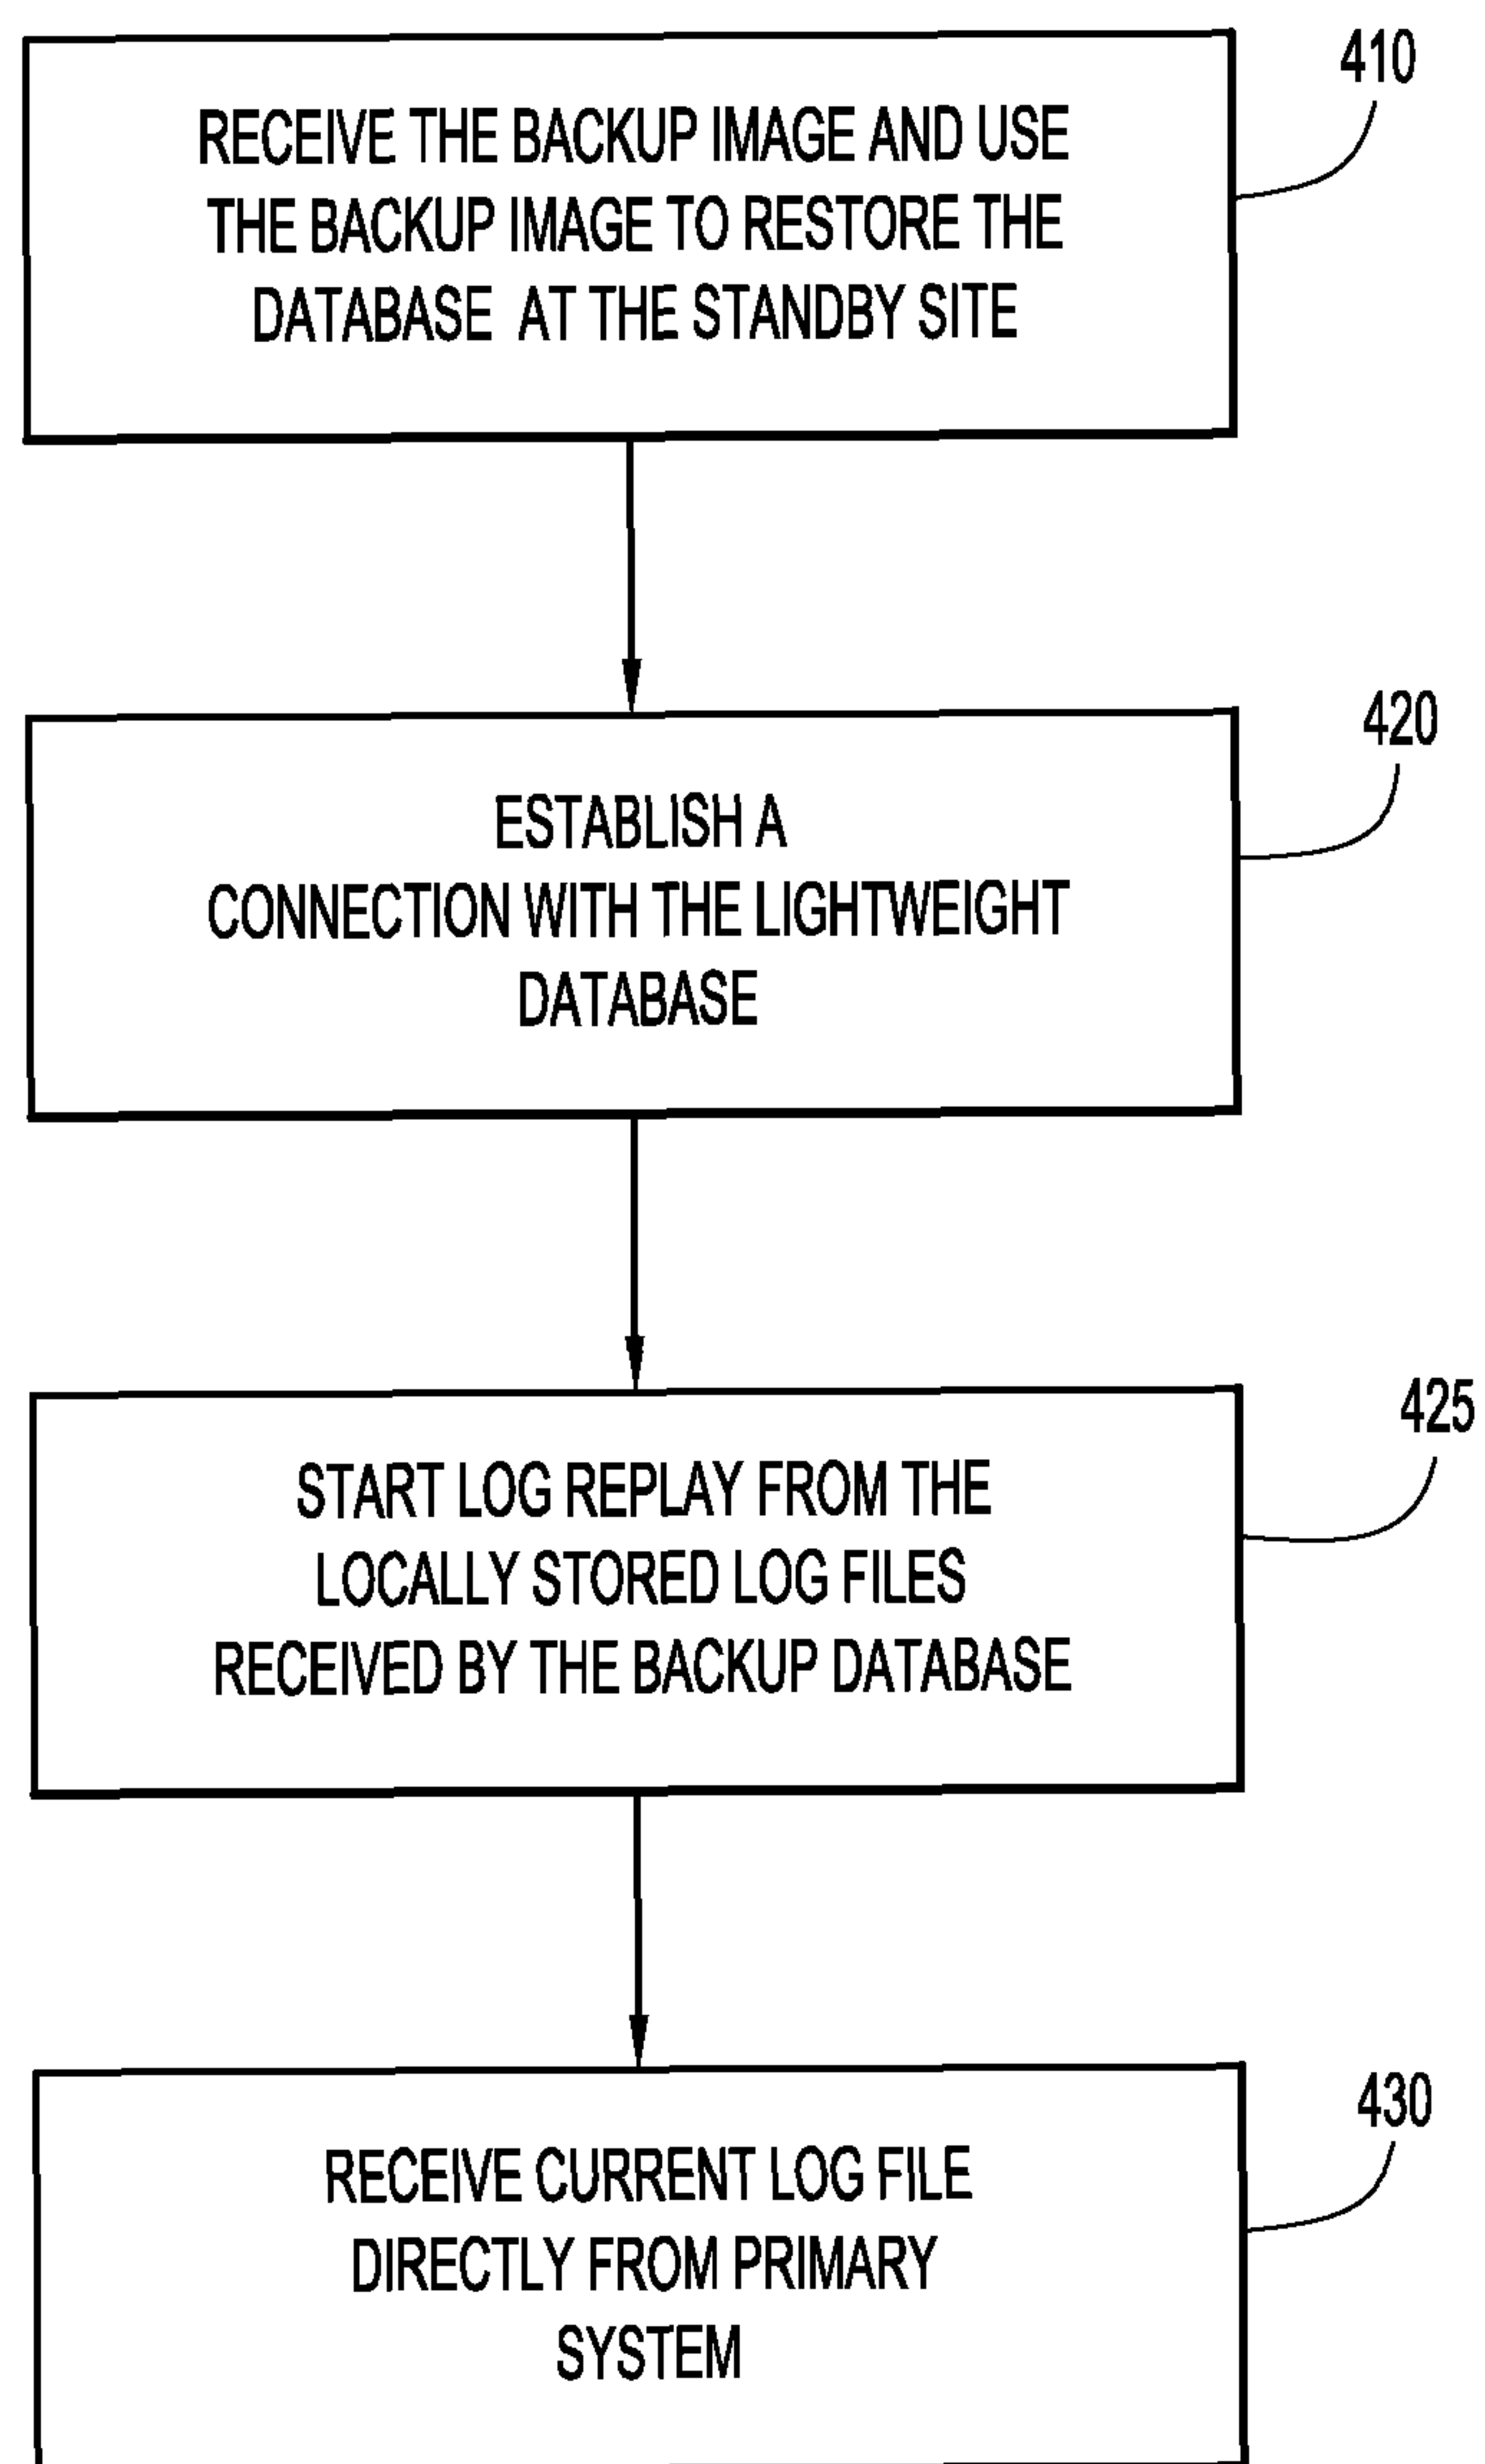 410
RECEIVE THE BACKUP IMAGE AND USE
THE BACKUP IMAGE TO RESTORE THE
DATABASE AT THE STANDBY SITE
420
ESTABLISH A
CONNECTION WITH THE LIGHTWEIGHT
DATABASE
425
START LOG REPLAY FROM THE
LOCALLY STORED LOG FILES
RECEIVED BY THE BACKUP DATABASE
430
RECEIVE CURRENT LOG FILE
DIRECTLY FROM PRIMARY
SYSTEM